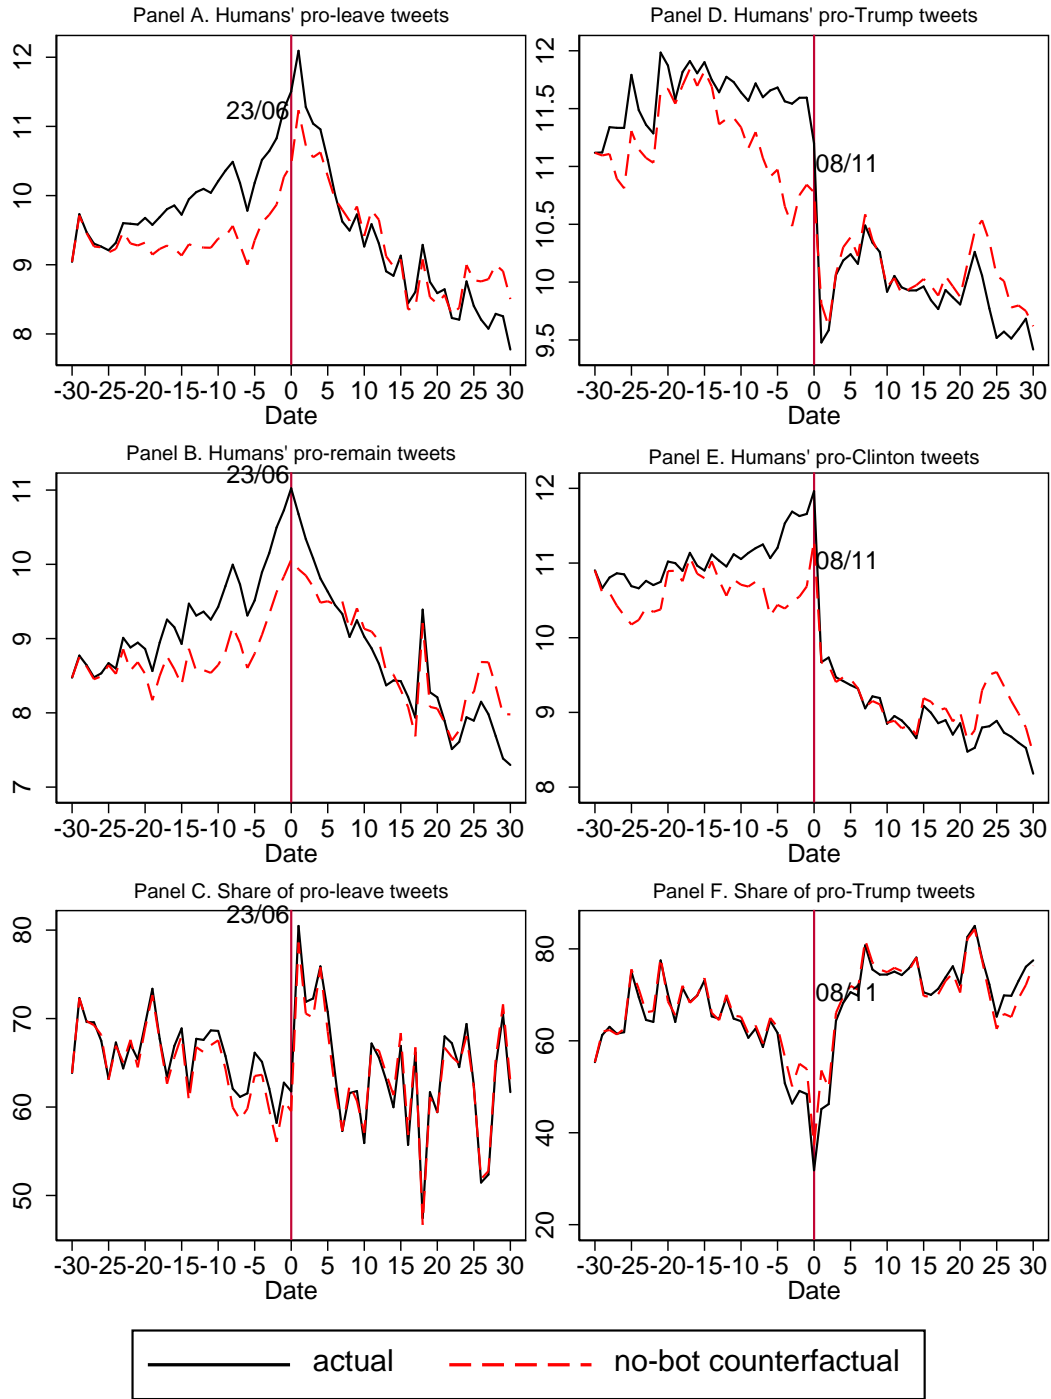 Panel A. Humans' pro-leave tweets
12
11
10
9
8
23/06
-30 -25 -20 -15 -10 -5 0 5 10 15 20 25 30
Date
Panel D. Humans' pro-Trump tweets
12
11.5
11
10.5
10
9.5
08/11
-30 -25 -20 -15 -10 -5 0 5 10 15 20 25 30
Date
Panel B. Humans' pro-remain tweets
11
10
9
8
7
23/06
-30 -25 -20 -15 -10 -5 0 5 10 15 20 25 30
Date
Panel E. Humans' pro-Clinton tweets
12
11
10
9
8
08/11
-30 -25 -20 -15 -10 -5 0 5 10 15 20 25 30
Date
Panel C. Share of pro-leave tweets
80
70
60
50
23/06
-30 -25 -20 -15 -10 -5 0 5 10 15 20 25 30
Date
Panel F. Share of pro-Trump tweets
80
60
40
20
08/11
-30 -25 -20 -15 -10 -5 0 5 10 15 20 25 30
Date
actual no-bot counterfactual